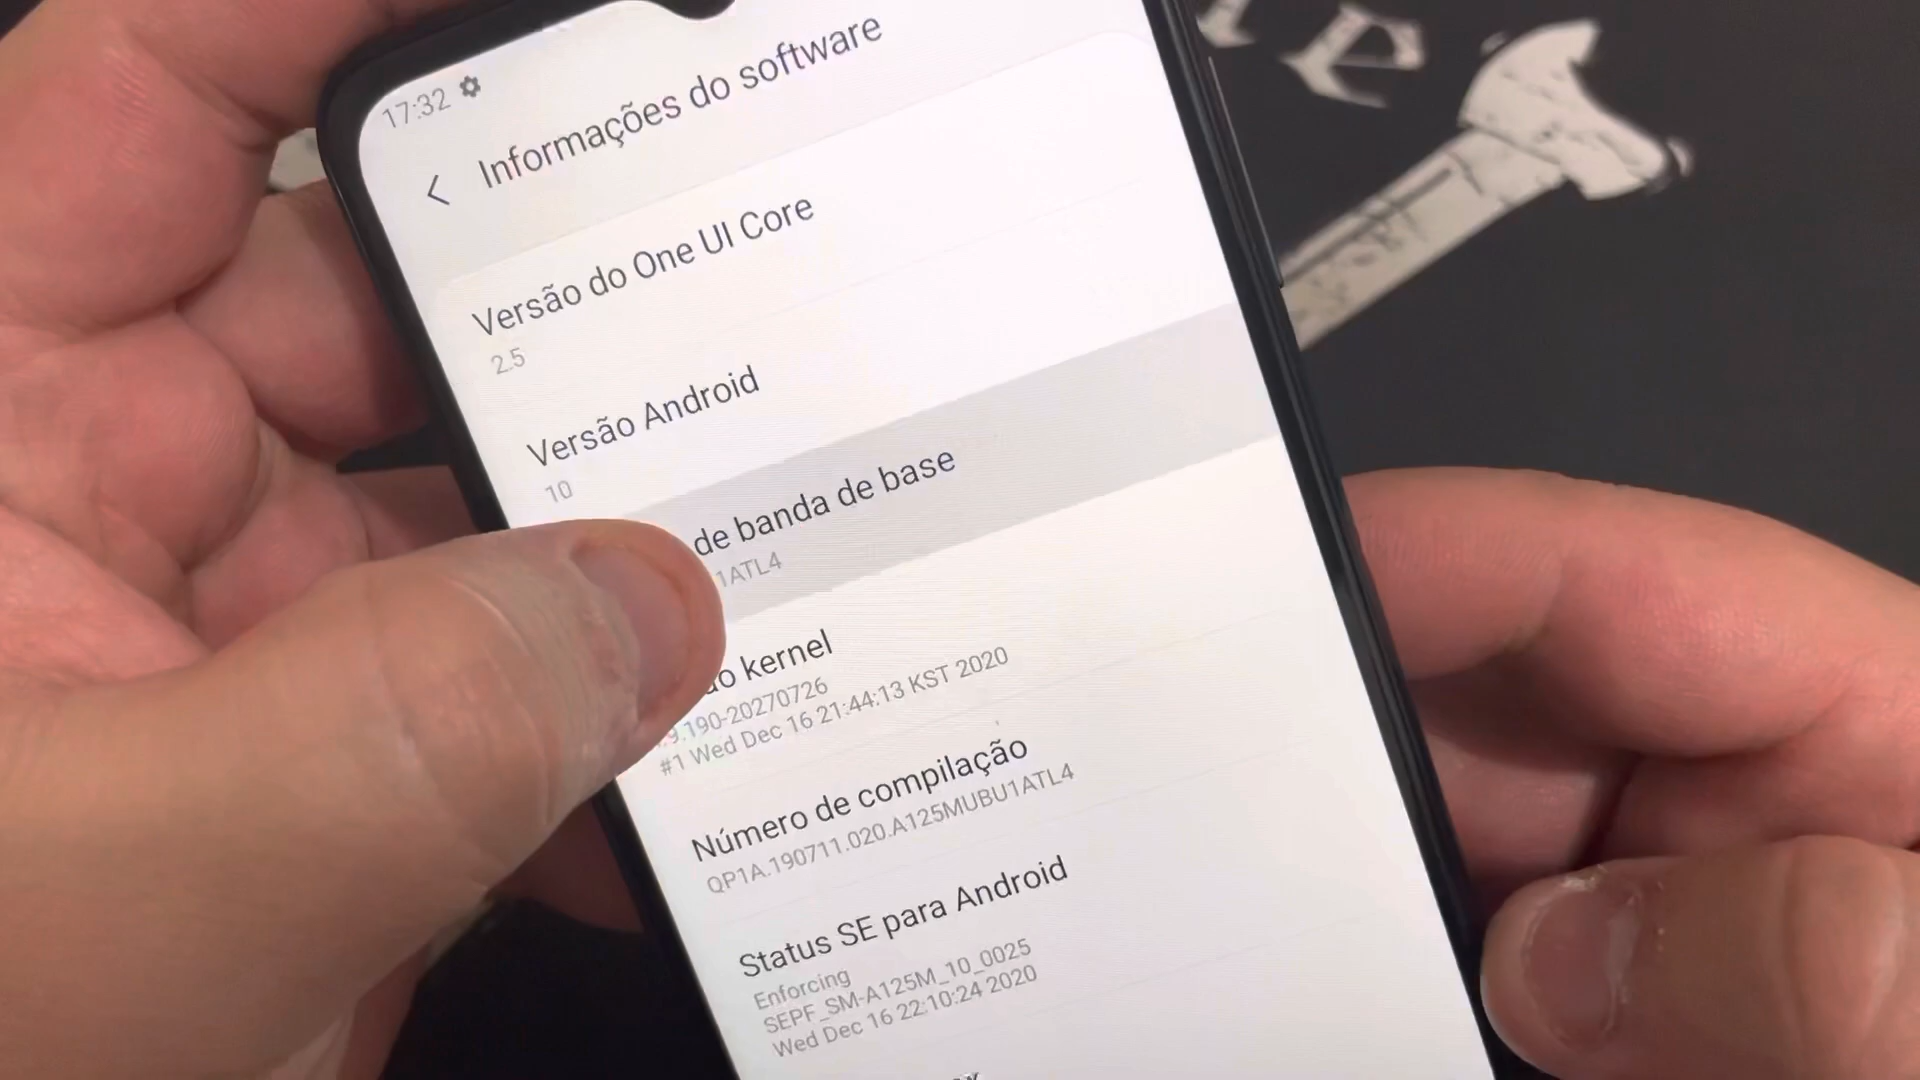 17:32
Informações do software
Versão do One UI Core
2.5
Versão Android
10
de banda de base
1ATL4
do kernel
.9.190-20270726
#1 Wed Dec 16 21:44:13 KST 2020
Número de compilação
QP1A.190711.020.A125MUBU1ATL4
Status SE para Android
Enforcing
SEPF_SM-A125M_10_0025
Wed Dec 16 22:10:24 2020